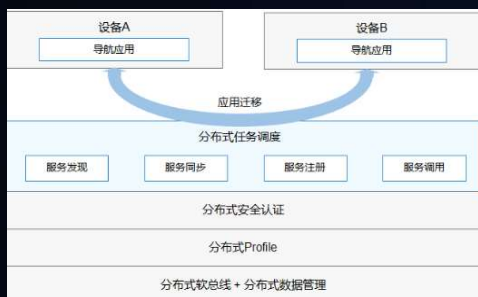 设备A
设备B
导航应用
导航应用
应用迁移
分布式任务调度
服务发现
服务同步
服务注册
服务调用
分布式安全认证
分布式Profile
分布式软总线 + 分布式数据管理